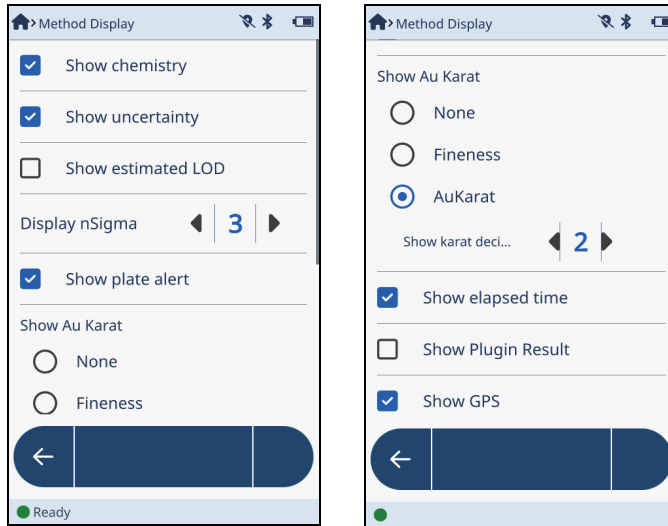 Method Display
Show chemistry
Show uncertainty
Show estimated LOD
Display nSigma 3
Show plate alert
Show Au Karat
None
Fineness
Ready
Method Display
Show Au Karat
None
Fineness
AuKarat
Show karat deci... 2
Show elapsed time
Show Plugin Result
Show GPS